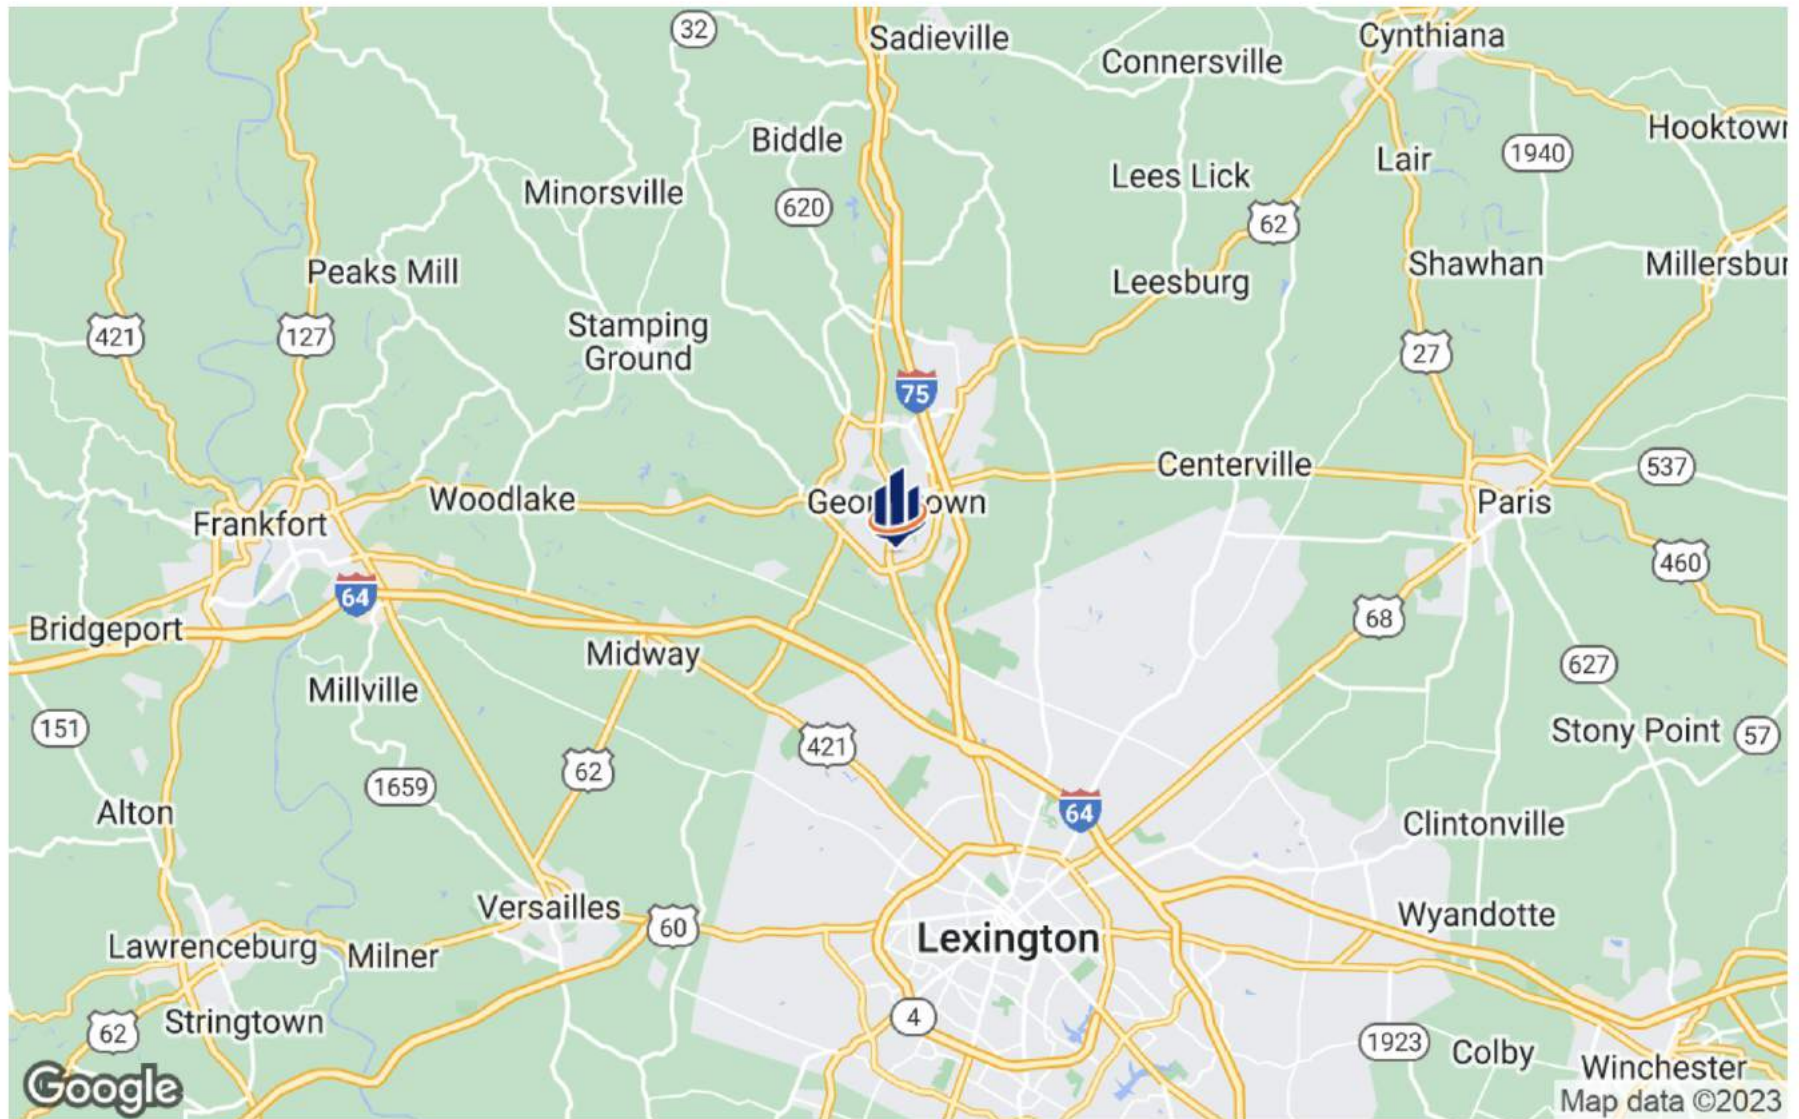 32
Sadieville
Cynthiana
Connersville
Hooktown
Biddle
Lair
1940
Lees Lick
Minorsville
620
62
Peaks Mill
Shawhan
Millersbur
Leesburg
421
127
Stamping
Ground
27
75
Centerville
537
Woodlake
Geor
own
Paris
Frankfort
460
64
68
Bridgeport
Midway
627
Millville
151
421
Stony Point
57
62
1659
64
Alton
Clintonville
Versailles
60
Wyandotte
Lexington
Lawrenceburg
Milner
4
Stringtown
62
1923
Colby
Winchester
Google
Map data ©2023